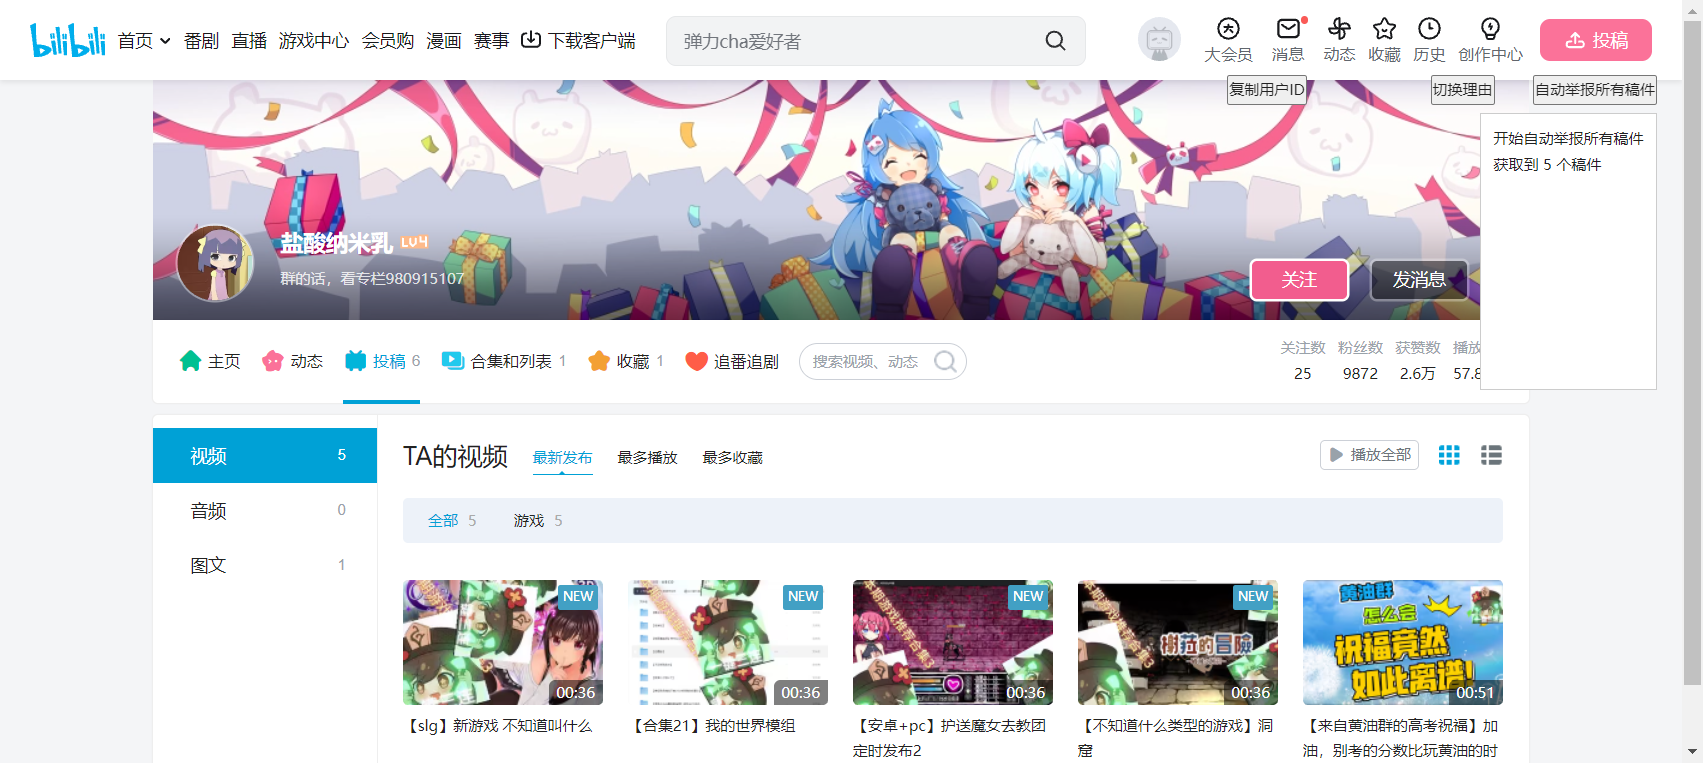 bilibili
首页
番剧
直播
游戏中心
会员购
漫画
赛事
下载客户端
弹力cha爱好者
大会员
消息
动态
收藏
历史
创作中心
投稿
复制用户ID
切换理由
自动举报所有稿件
开始自动举报所有稿件
获取到 5 个稿件
盐酸纳米乳 LV4
群的话，看专栏980915107
关注
发消息
主页
动态
投稿 6
合集和列表 1
收藏 1
追番追剧
搜索视频、动态
关注数 粉丝数 获赞数 播放
25 9872 2.6万 57.8
视频 5
音频 0
图文 1
TA的视频
最新发布
最多播放
最多收藏
播放全部
全部 5
游戏 5
NEW
00:36
【slg】新游戏 不知道叫什么
NEW
00:36
【合集21】我的世界模组
NEW
00:36
【安卓+pc】护送魔女去教团
定时发布2
NEW
榭菈的冒險
00:36
【不知道什么类型的游戏】洞
窟
黄油群
怎么会
祝福竟然
如此离谱!
00:51
【来自黄油群的高考祝福】加
油，别考的分数比玩黄油的时